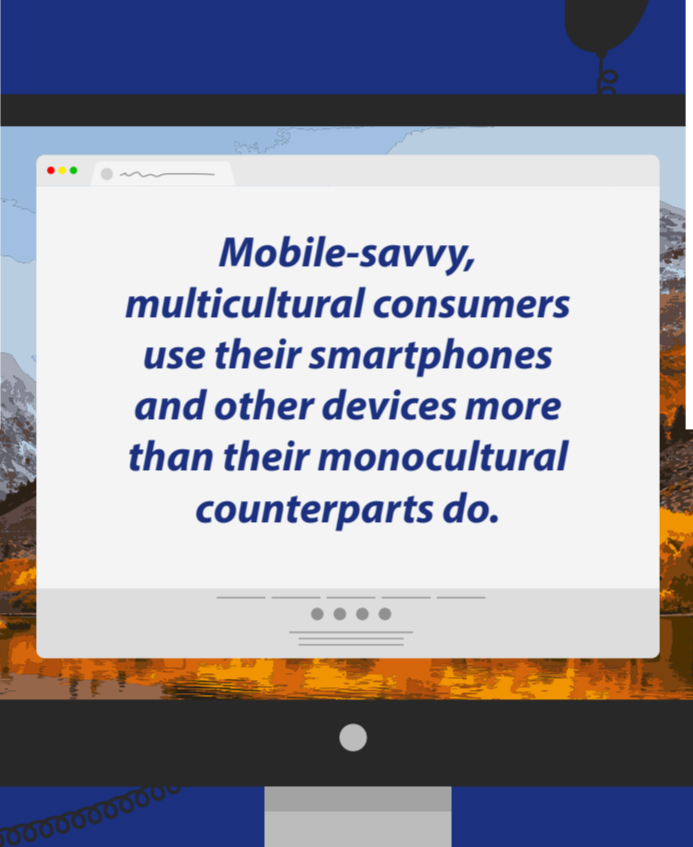 Mobile-savvy,
multicultural consumers
use their smartphones
and other devices more
than their monocultural
counterparts do.